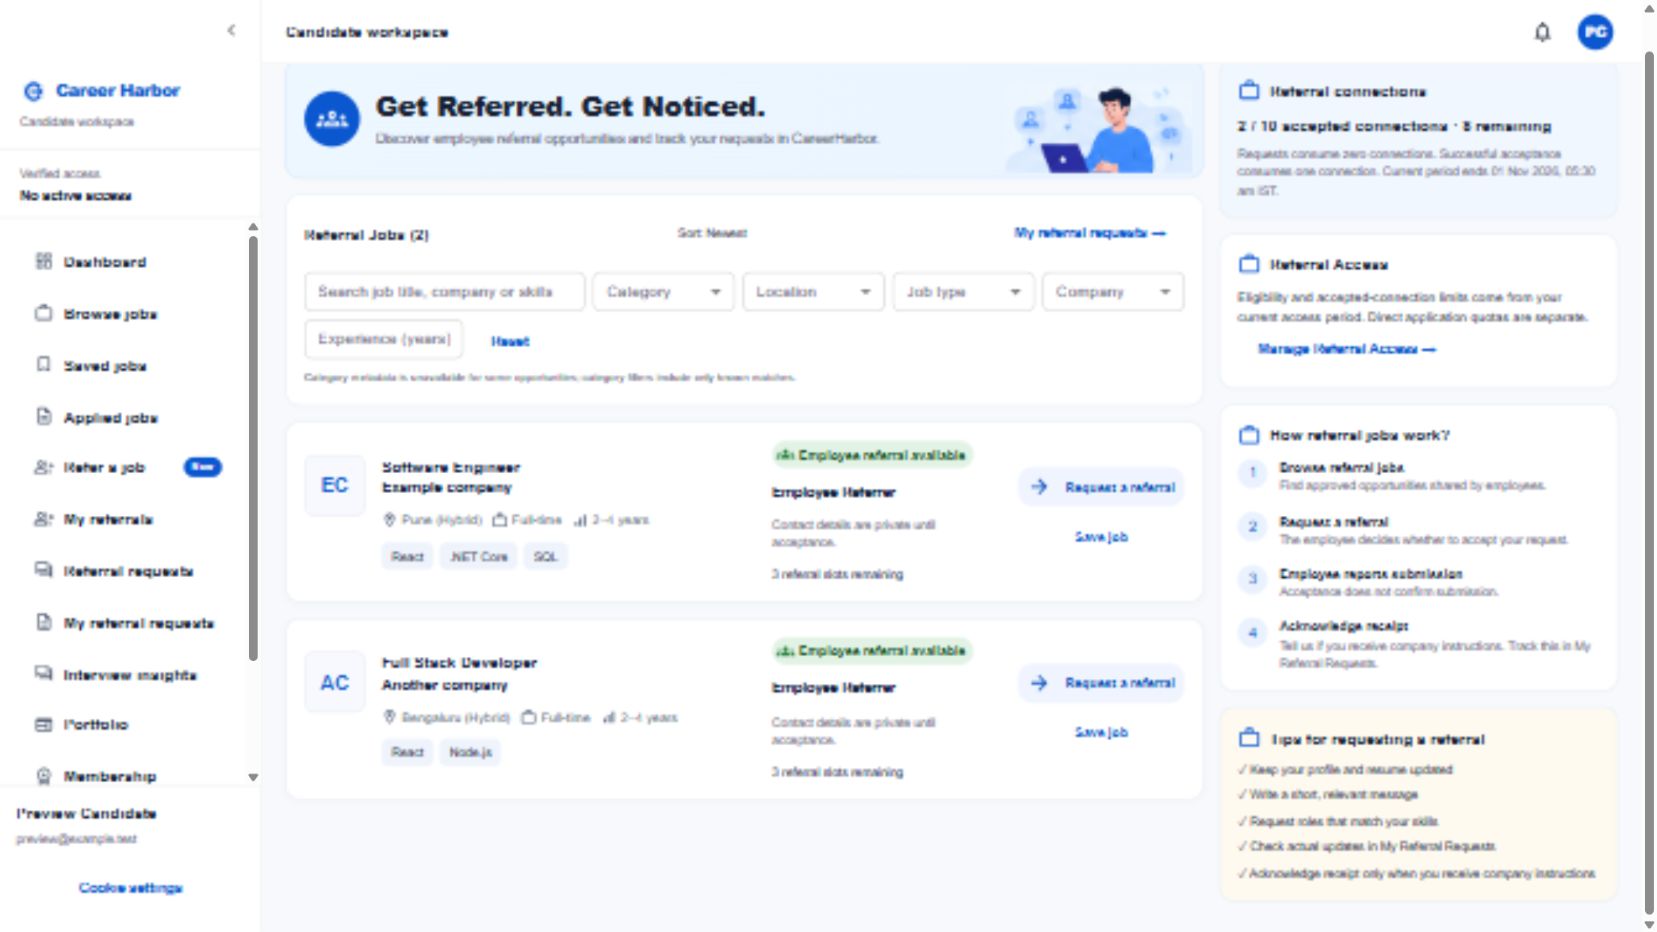 Candidate workspace
PC
Career Harbor
Candidate workspace
Verified access
No active access
Dashboard
Browse jobs
Saved jobs
Applied jobs
Refer a job
New
My referrals
Referral requests
My referral requests
Interview insights
Portfolio
Membership
Preview Candidate
preview@example.test
Cookie settings
Get Referred. Get Noticed.
Discover employee referral opportunities and track your requests in CareerHarbor.
Referral Jobs (2)
Sort Newest
My referral requests →
Search job title, company or skills
Category
Location
Job type
Company
Experience (years)
Reset
Category metadata is unavailable for some opportunities; category filters include only known matches.
EC
Software Engineer
Example company
Pune (Hybrid)
Full-time
2–4 years
React
.NET Core
SQL
Employee referral available
Employee Referrer
Contact details are private until
acceptance.
3 referral slots remaining
Request a referral
Save job
AC
Full Stack Developer
Another company
Bengaluru (Hybrid)
Full-time
2–4 years
React
Node.js
Employee referral available
Employee Referrer
Contact details are private until
acceptance.
3 referral slots remaining
Request a referral
Save job
Referral connections
2 / 10 accepted connections · 8 remaining
Requests consume zero connections. Successful acceptance
consumes one connection. Current period ends 01 Nov 2026, 05:30
am IST.
Referral Access
Eligibility and accepted-connection limits come from your
current access period. Direct application quotas are separate.
Manage Referral Access →
How referral jobs work?
1
Browse referral jobs
Find approved opportunities shared by employees.
2
Request a referral
The employee decides whether to accept your request.
3
Employee reports submission
Acceptance does not confirm submission.
4
Acknowledge receipt
Tell us if you receive company instructions. Track this in My
Referral Requests.
Tips for requesting a referral
✓ Keep your profile and resume updated
✓ Write a short, relevant message
✓ Request roles that match your skills
✓ Check actual updates in My Referral Requests
✓ Acknowledge receipt only when you receive company instructions